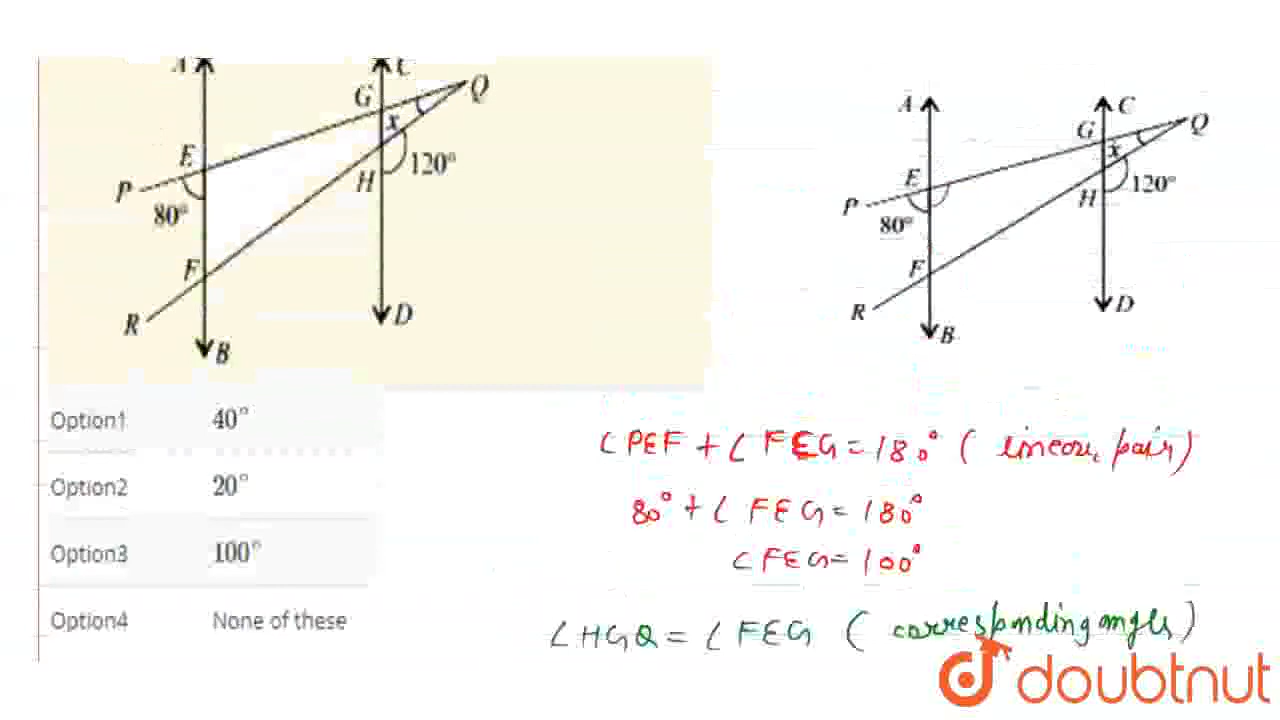 A
C
Q
G
x
E
120°
H
P
80°
F
R
D
B
A
C
Q
G
x
E
120°
H
P
80°
F
R
D
B
Option1 40°
Option2 20°
Option3 100°
Option4 None of these
∠PEF + ∠FEG = 180° ( linear pair)
80° + ∠FEG = 180°
∠FEG = 100°
∠HGQ = ∠FEG ( corresponding angles)
doubtnut